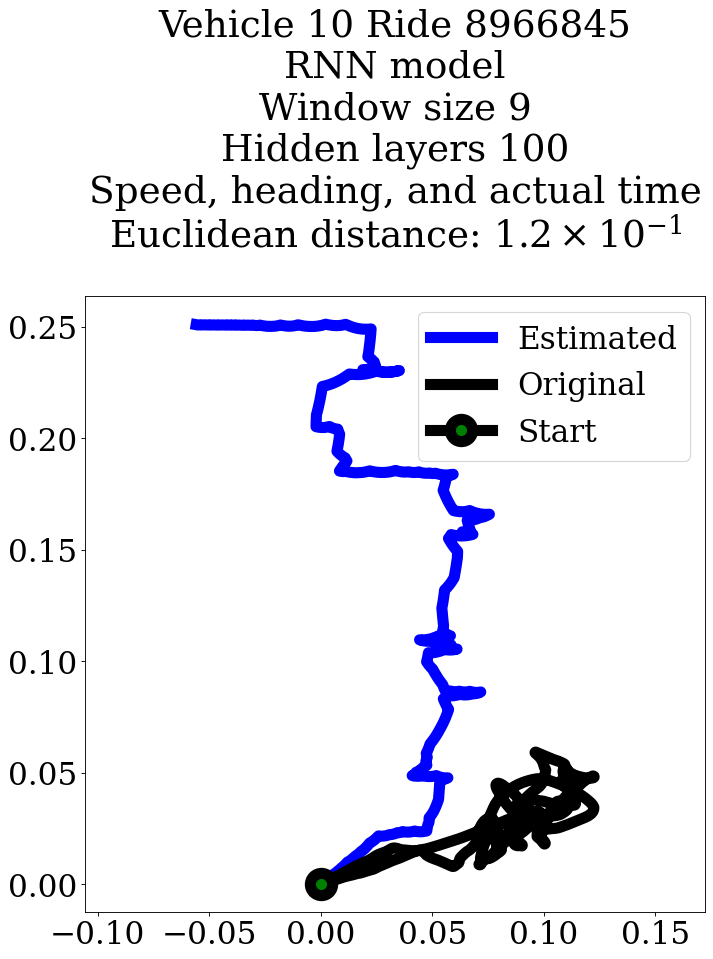 Vehicle 10 Ride 8966845
RNN model
Window size 9
Hidden layers 100
Speed, heading, and actual time
Euclidean distance: 1.2 × 10⁻¹
Estimated
Original
Start
0.25
0.20
0.15
0.10
0.05
0.00
−0.10 −0.05 0.00 0.05 0.10 0.15